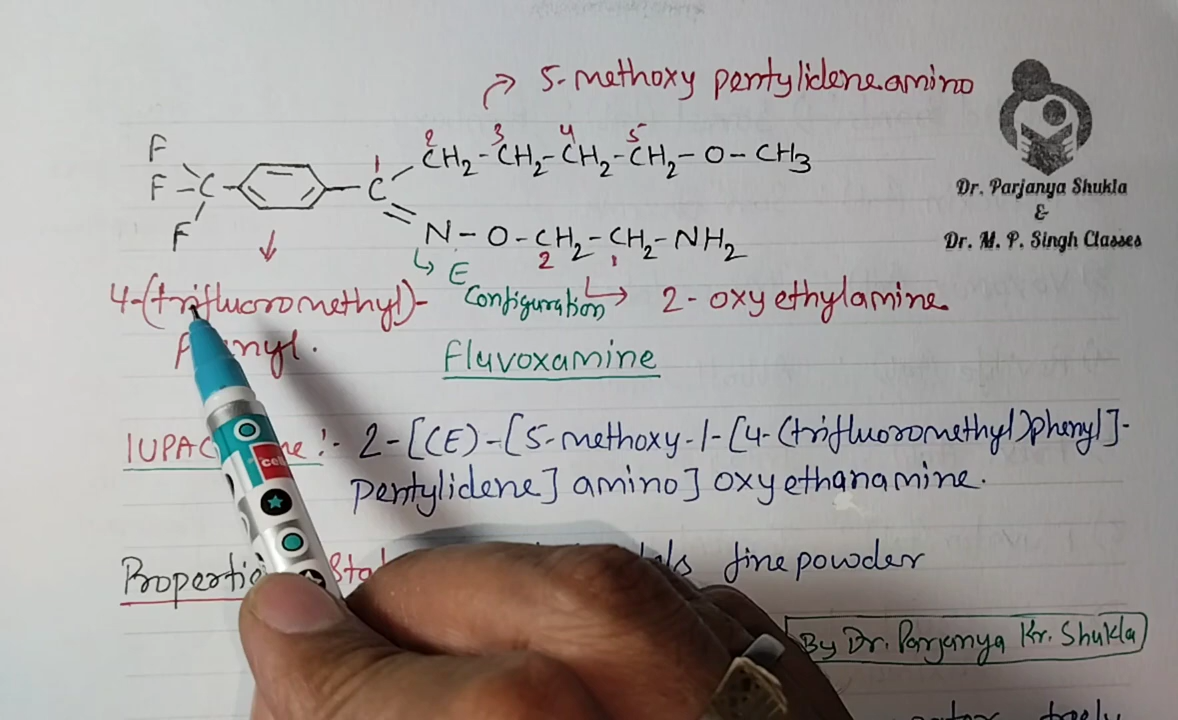 5-methoxy pentylideneamino
F
F-C
F
1
2 3 4 5
CH2-CH2-CH2-CH2-O-CH3
C
N-O-CH2-CH2-NH2
2 1
E
Configuration
4-(trifluoromethyl)-
2-oxyethylamine
Fluvoxamine
IUPAC :- 2-[(E)-[5-methoxy-1-[4-(trifluoromethyl)phenyl]-
Pentylidene] amino] oxyethanamine.
fine powder
By Dr. Parjanya Kr. Shukla
Dr. Parjanya Shukla
&
Dr. M. P. Singh Classes